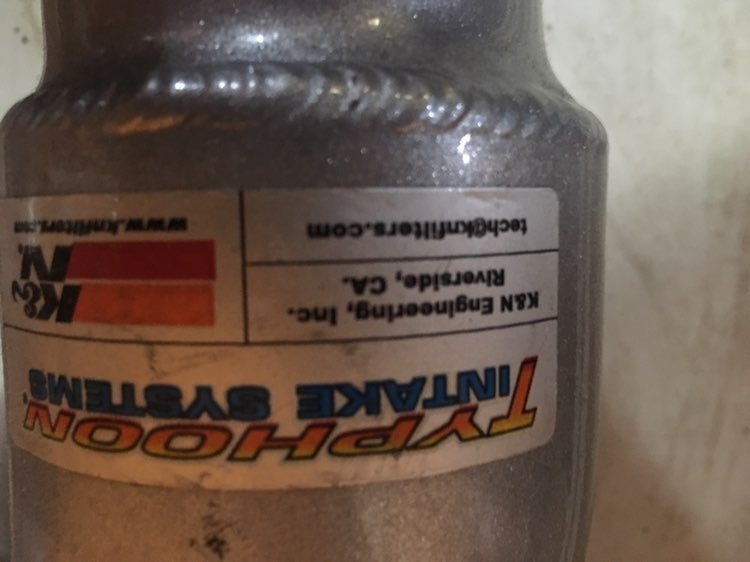 TYPHOON
INTAKE SYSTEMS
K&N Engineering, Inc.
Riverside, CA.
tech@knfilters.com
K&N.
www.knfilters.com